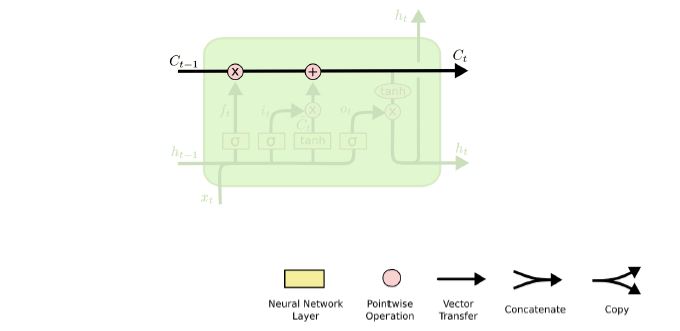 h_t
C_{t-1} x + C_t
tanh
f_t i_t x o_t x
C̃_t
σ σ tanh σ
h_{t-1} h_t
x_t
Neural Network Pointwise Vector
Layer Operation Transfer Concatenate Copy